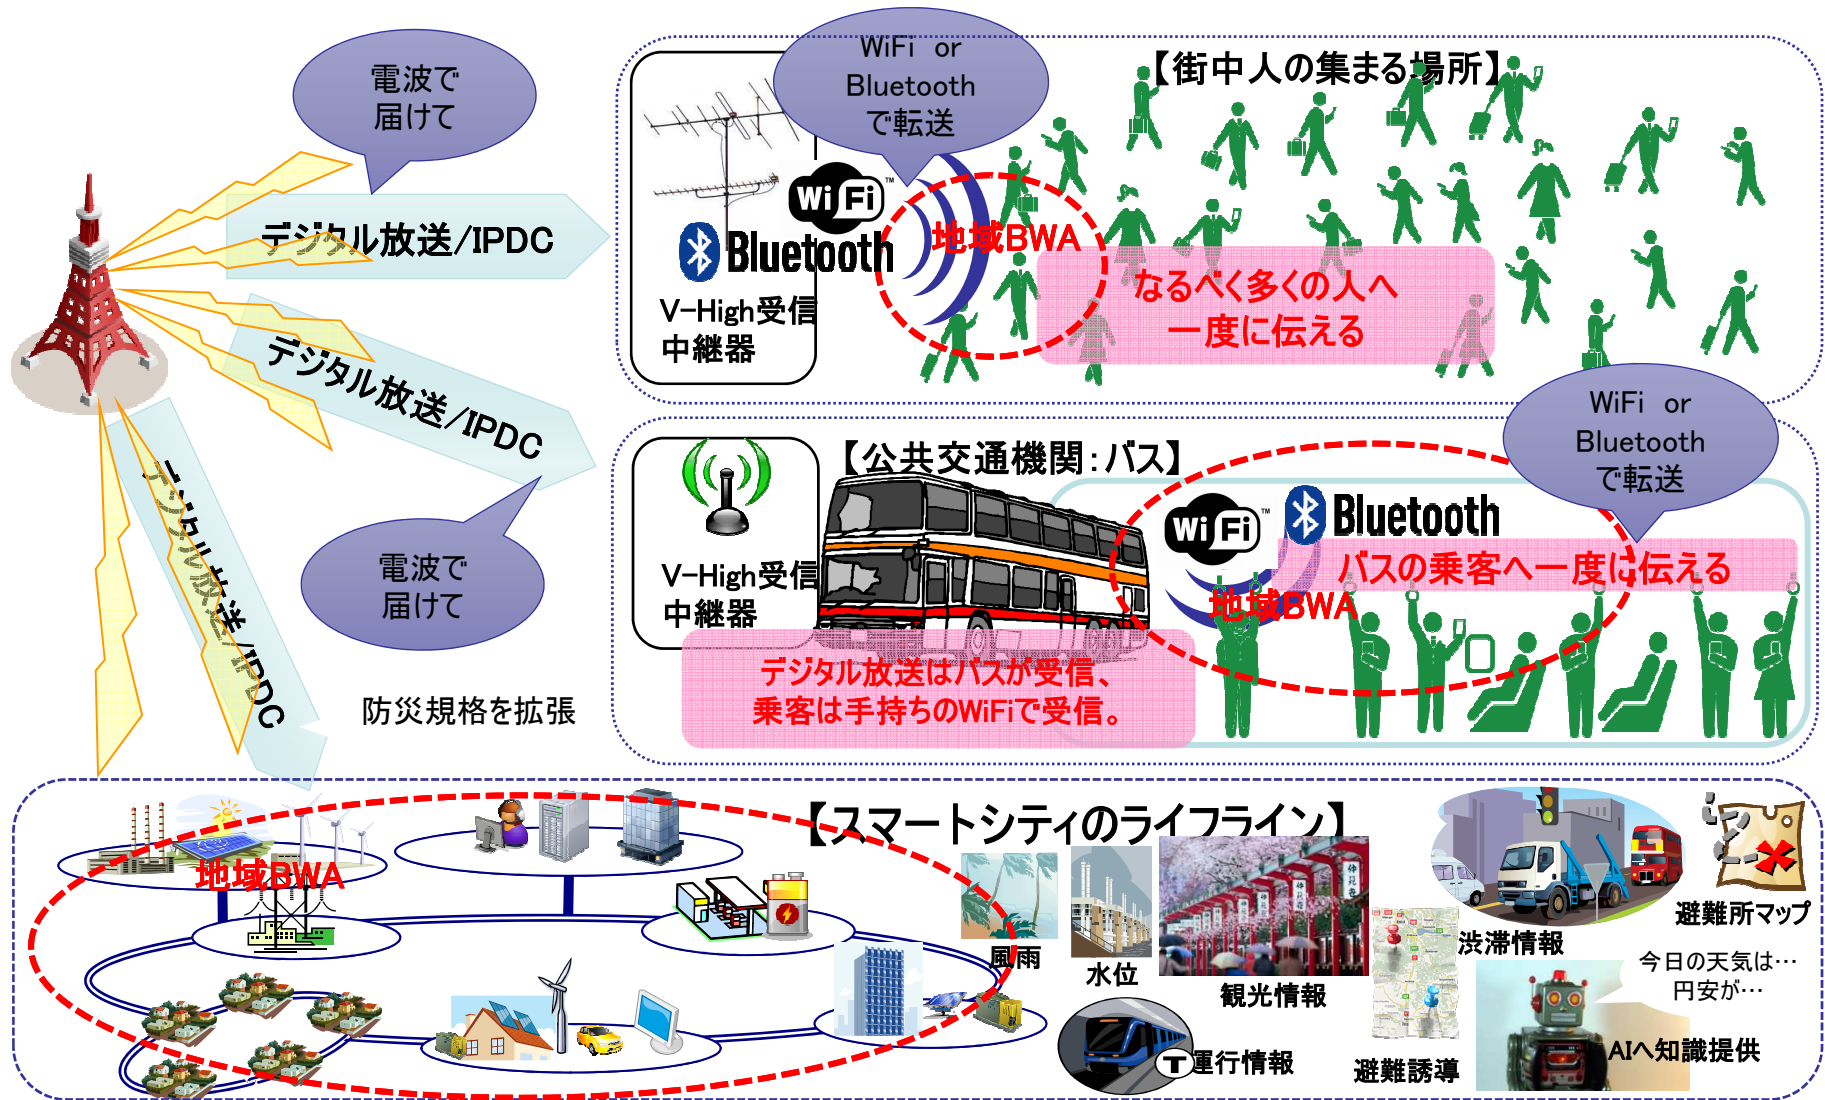 電波で
届けて
デジタル放送/IPDC
デジタル放送/IPDC
デジタル放送/IPDC
電波で
届けて
防災規格を拡張
WiFi or
Bluetooth
で転送
【街中人の集まる場所】
WiFi™
Bluetooth
地域BWA
V-High受信
中継器
なるべく多くの人へ
一度に伝える
WiFi or
Bluetooth
で転送
【公共交通機関：バス】
WiFi™
Bluetooth
V-High受信
中継器
バスの乗客へ一度に伝える
地域BWA
デジタル放送はバスが受信、
乗客は手持ちのWiFiで受信。
【スマートシティのライフライン】
地域BWA
風雨
水位
観光情報
渋滞情報
避難所マップ
今日の天気は…
円安が…
T
運行情報
避難誘導
AIへ知識提供